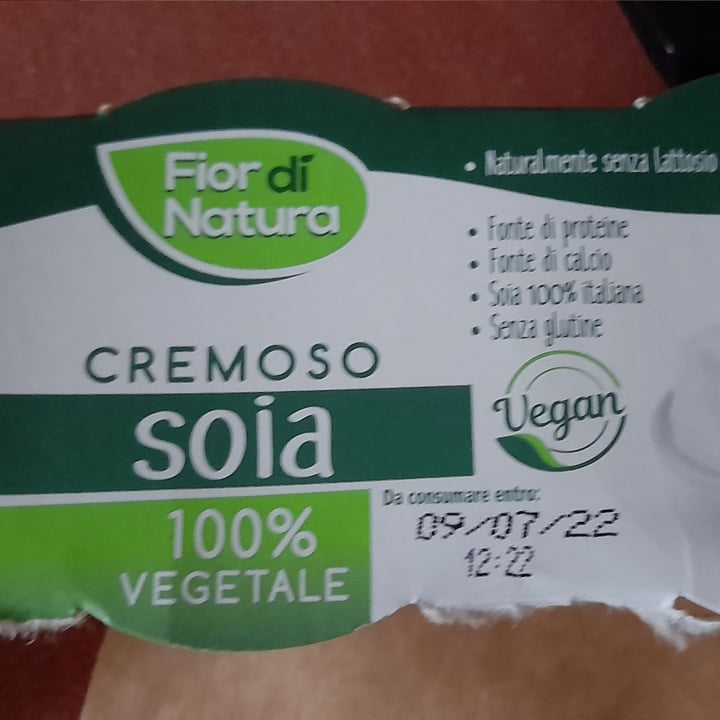 Fior di
Natura
• Naturalmente senza lattosio
• Fonte di proteine
• Fonte di calcio
• Soia 100% italiana
• Senza glutine
CREMOSO
soia
Vegan
100%
VEGETALE
Da consumare entro:
09/07/22
12:22